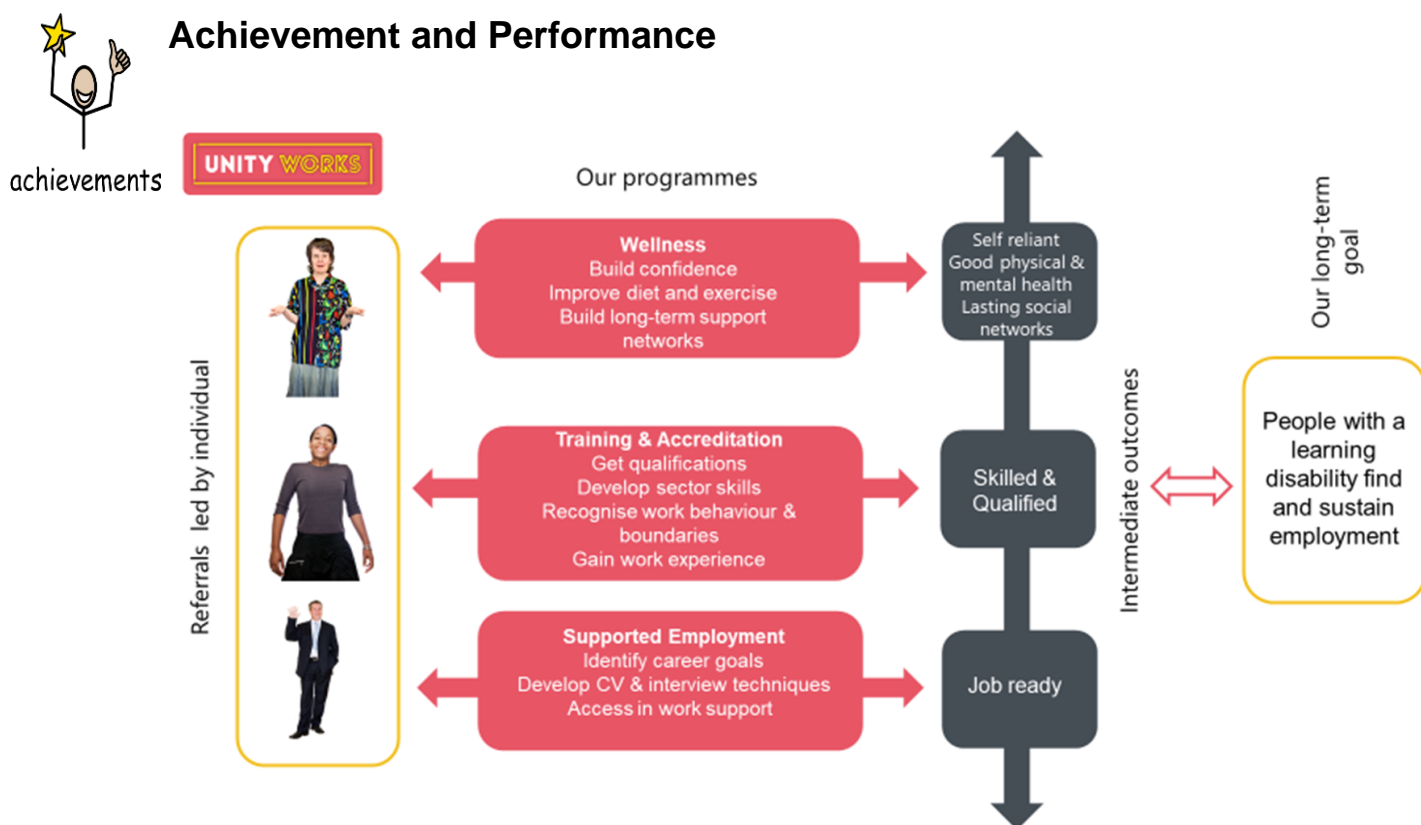 Achievement and Performance
achievements
UNITY WORKS
Our programmes
Referrals led by individual
Wellness
Build confidence
Improve diet and exercise
Build long-term support
networks
Training & Accreditation
Get qualifications
Develop sector skills
Recognise work behaviour &
boundaries
Gain work experience
Supported Employment
Identify career goals
Develop CV & interview techniques
Access in work support
Self reliant
Good physical &
mental health
Lasting social
networks
Skilled &
Qualified
Job ready
Intermediate outcomes
Our long-term
goal
People with a
learning
disability find
and sustain
employment